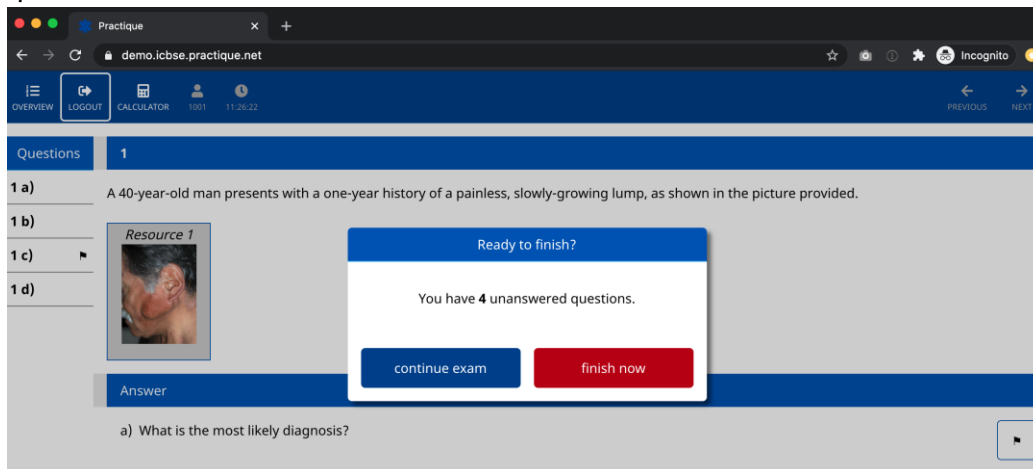 Practique
demo.icbse.practique.net
Incognito
OVERVIEW LOGOUT CALCULATOR 1001 11:26:22 PREVIOUS NEXT
Questions 1
1 a)
A 40-year-old man presents with a one-year history of a painless, slowly-growing lump, as shown in the picture provided.
1 b)
Resource 1
1 c)
1 d)
Ready to finish?
You have 4 unanswered questions.
continue exam finish now
Answer
a) What is the most likely diagnosis?